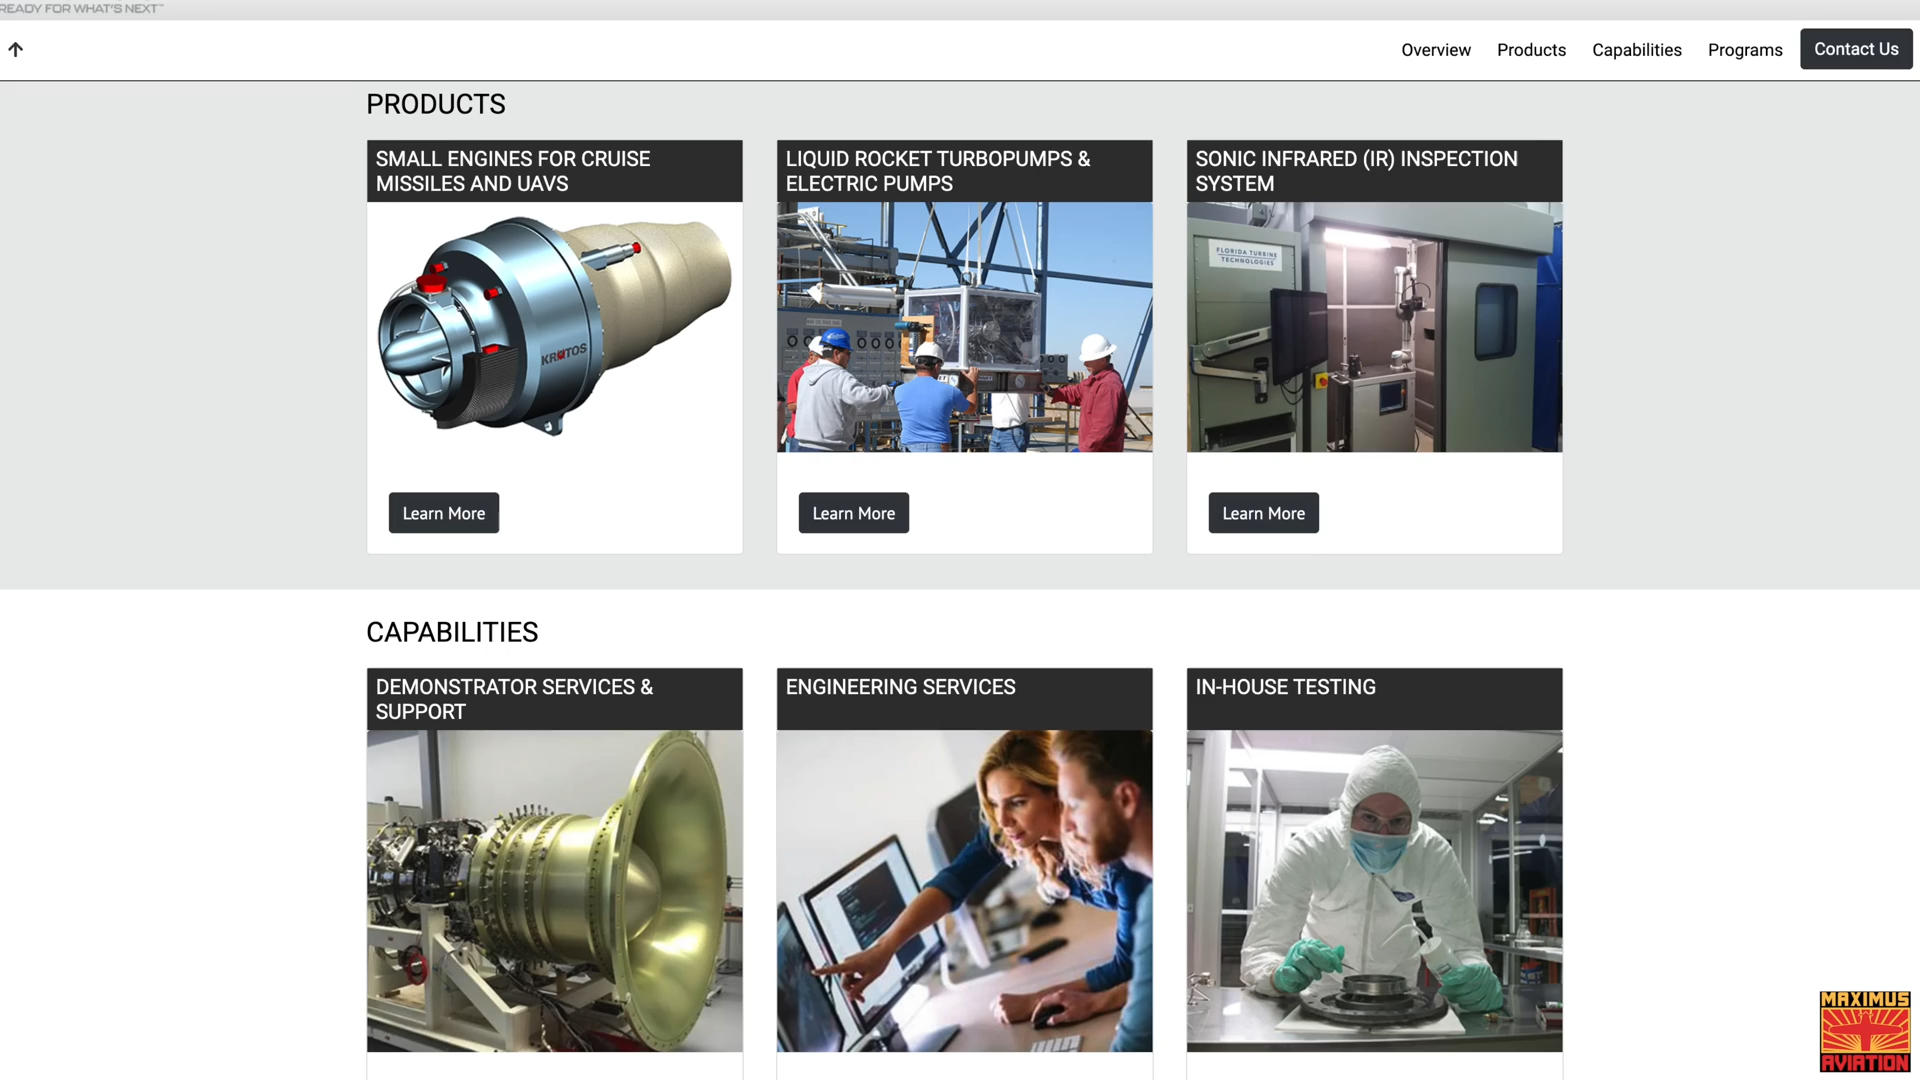 READY FOR WHAT'S NEXT™
Overview Products Capabilities Programs Contact Us
PRODUCTS
SMALL ENGINES FOR CRUISE
MISSILES AND UAVS
LIQUID ROCKET TURBOPUMPS &
ELECTRIC PUMPS
SONIC INFRARED (IR) INSPECTION
SYSTEM
FLORIDA TURBINE
TECHNOLOGIES
KRATOS
Learn More
Learn More
Learn More
CAPABILITIES
DEMONSTRATOR SERVICES &
SUPPORT
ENGINEERING SERVICES
IN-HOUSE TESTING
MAXIMUS
AVIATION